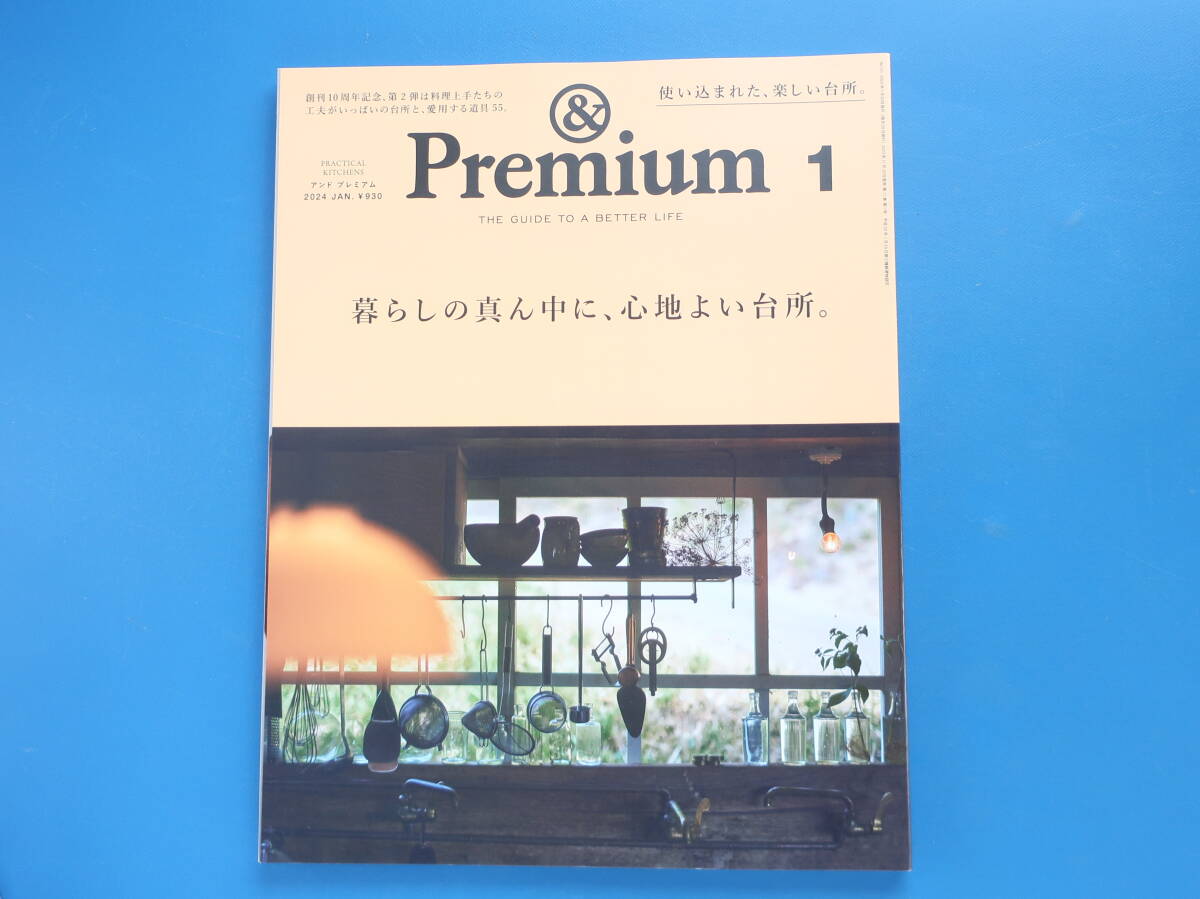 創刊10周年記念、第2弾は料理上手たちの
工夫がいっぱいの台所と、愛用する道具55。
使い込まれた、楽しい台所。
&
Premium 1
PRACTICAL
KITCHENS
アンド プレミアム
2024 JAN. ¥930
THE GUIDE TO A BETTER LIFE
暮らしの真ん中に、心地よい台所。